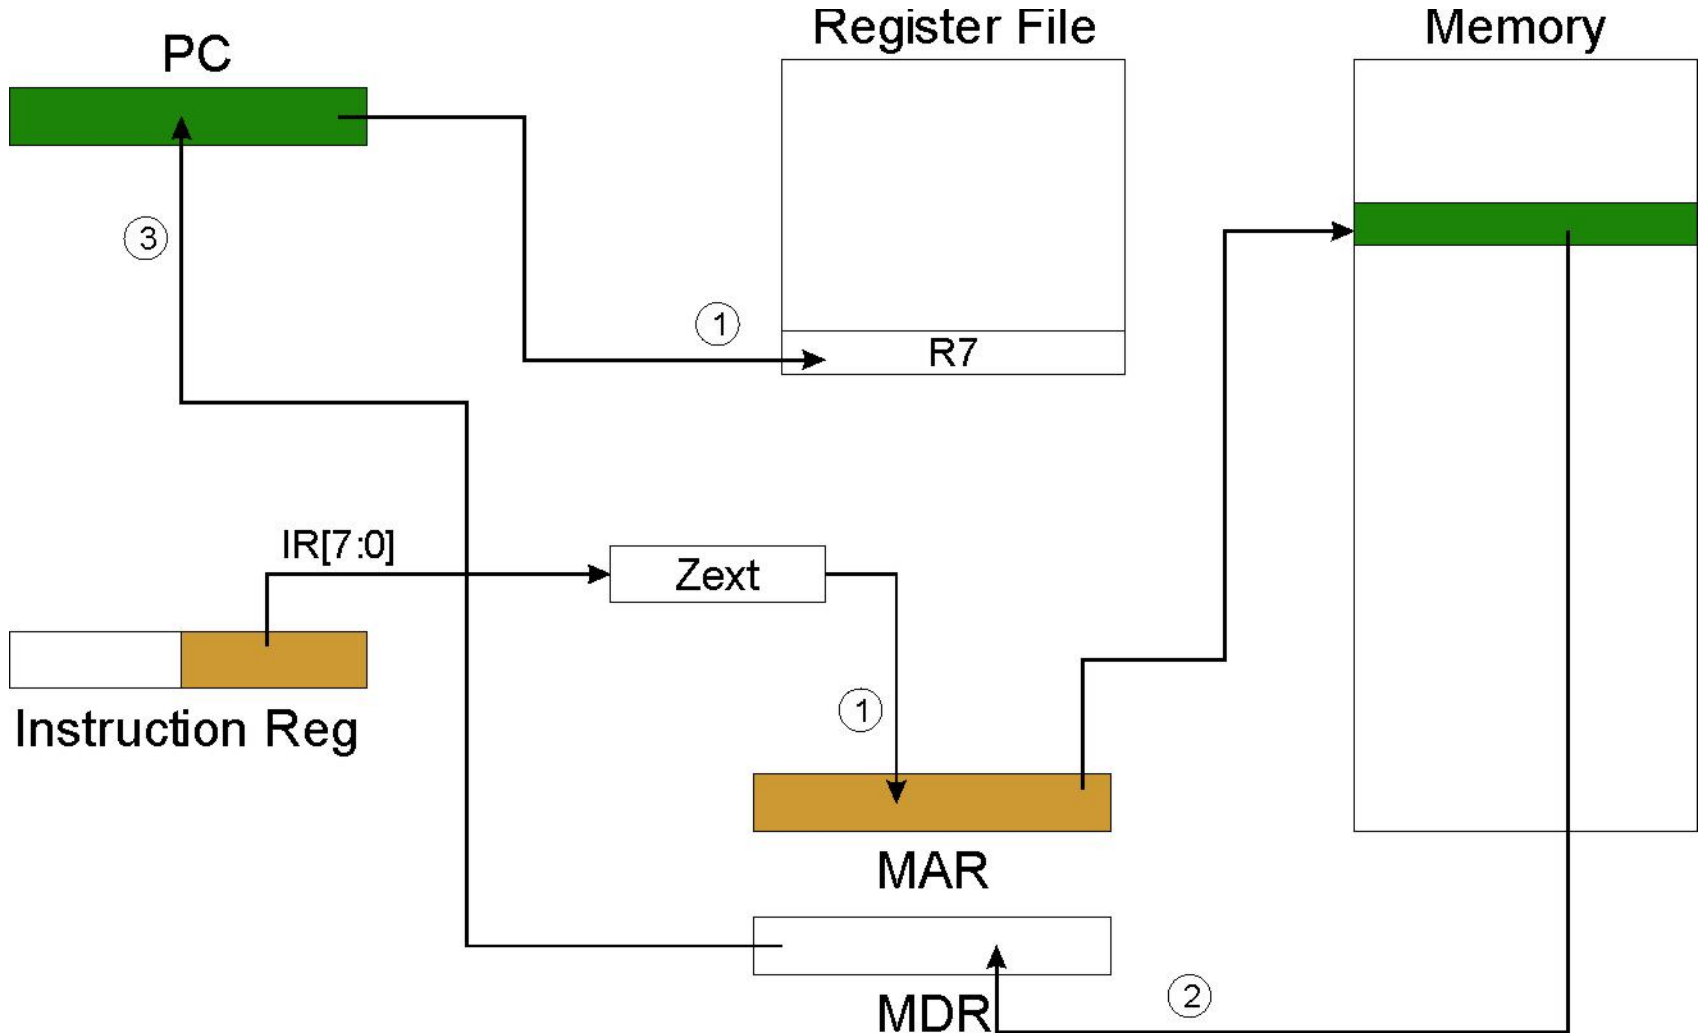 Register File
Memory
PC
3
1
R7
IR[7:0]
Zext
Instruction Reg
1
MAR
MDR
2